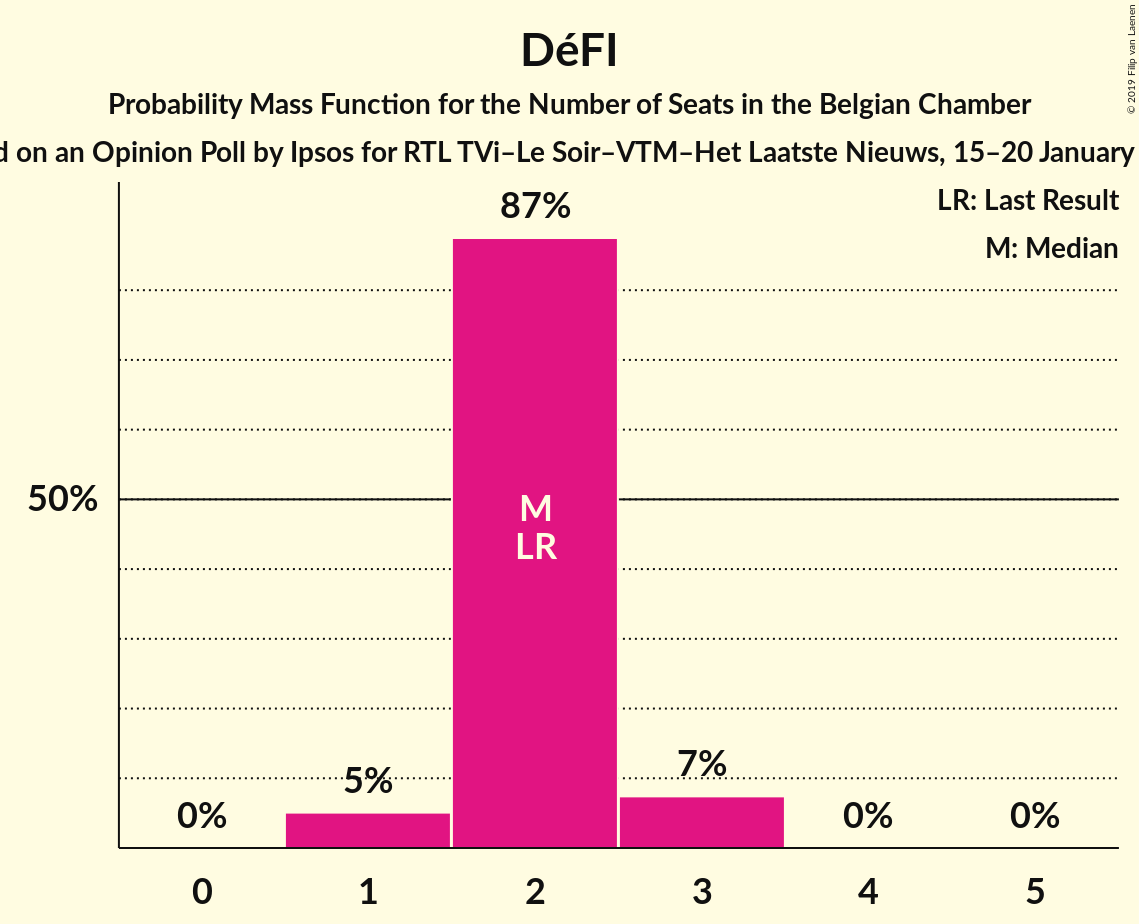 DéFI
Probability Mass Function for the Number of Seats in the Belgian Chamber
on an Opinion Poll by Ipsos for RTL TVi–Le Soir–VTM–Het Laatste Nieuws, 15–20 January
© 2019 Filip van Laenen
LR: Last Result
M: Median
87%
50%
M
LR
5%
7%
0%
0%
0%
0
1
2
3
4
5